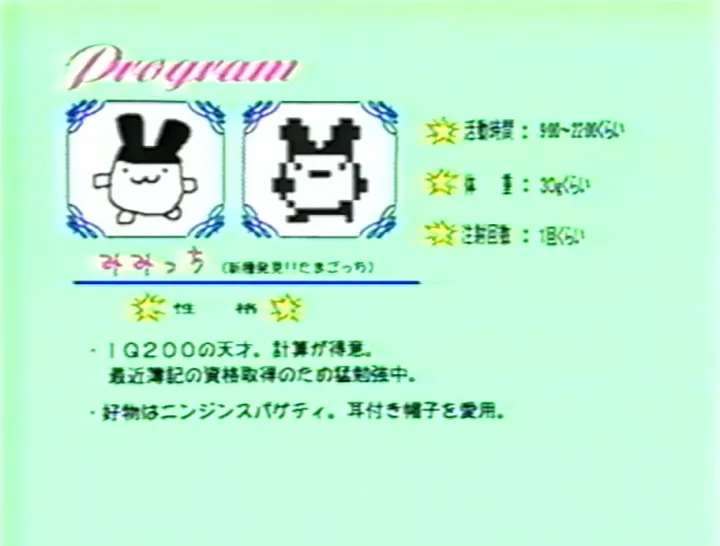 Program
活動時間： 9:00~22:00くらい
体　重： 30gくらい
注射回数： 1回くらい
みみっち （新種発見!!たまごっち）
性　格
・ＩＱ２００の天才。計算が得意。
最近簿記の資格取得のため猛勉強中。
・好物はニンジンスパゲティ。耳付き帽子を愛用。